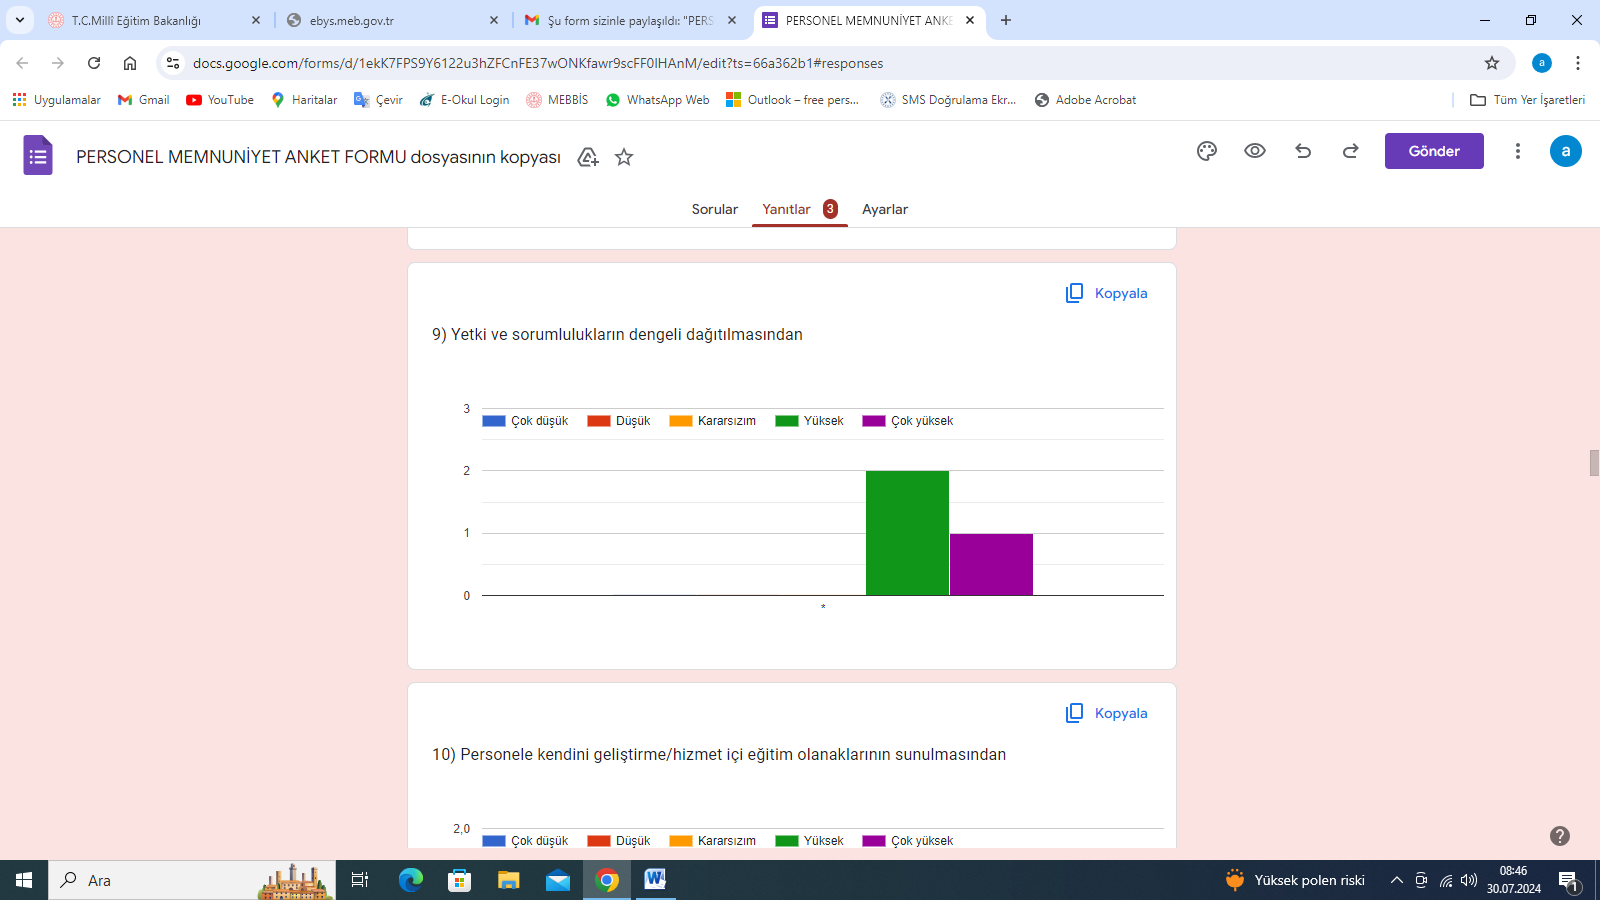 T.C.Millî Eğitim Bakanlığı
ebys.meb.gov.tr
Şu form sizinle paylaşıldı: "PERS
PERSONEL MEMNUNİYET ANKE
docs.google.com/forms/d/1ekK7FPS9Y6122u3hZFCnFE37wONKfawr9scFF0IHAnM/edit?ts=66a362b1#responses
a
Uygulamalar
Gmail
YouTube
Haritalar
Çevir
E-Okul Login
MEBBİS
WhatsApp Web
Outlook – free pers...
SMS Doğrulama Ekr...
Adobe Acrobat
Tüm Yer İşaretleri
PERSONEL MEMNUNİYET ANKET FORMU dosyasının kopyası
Gönder
a
Sorular
Yanıtlar 3
Ayarlar
Kopyala
9) Yetki ve sorumlulukların dengeli dağıtılmasından
3
Çok düşük Düşük Kararsızım Yüksek Çok yüksek
2
1
0
*
Kopyala
10) Personele kendini geliştirme/hizmet içi eğitim olanaklarının sunulmasından
2,0
Çok düşük Düşük Kararsızım Yüksek Çok yüksek
?
Ara
W
Yüksek polen riski
08:46
30.07.2024
1